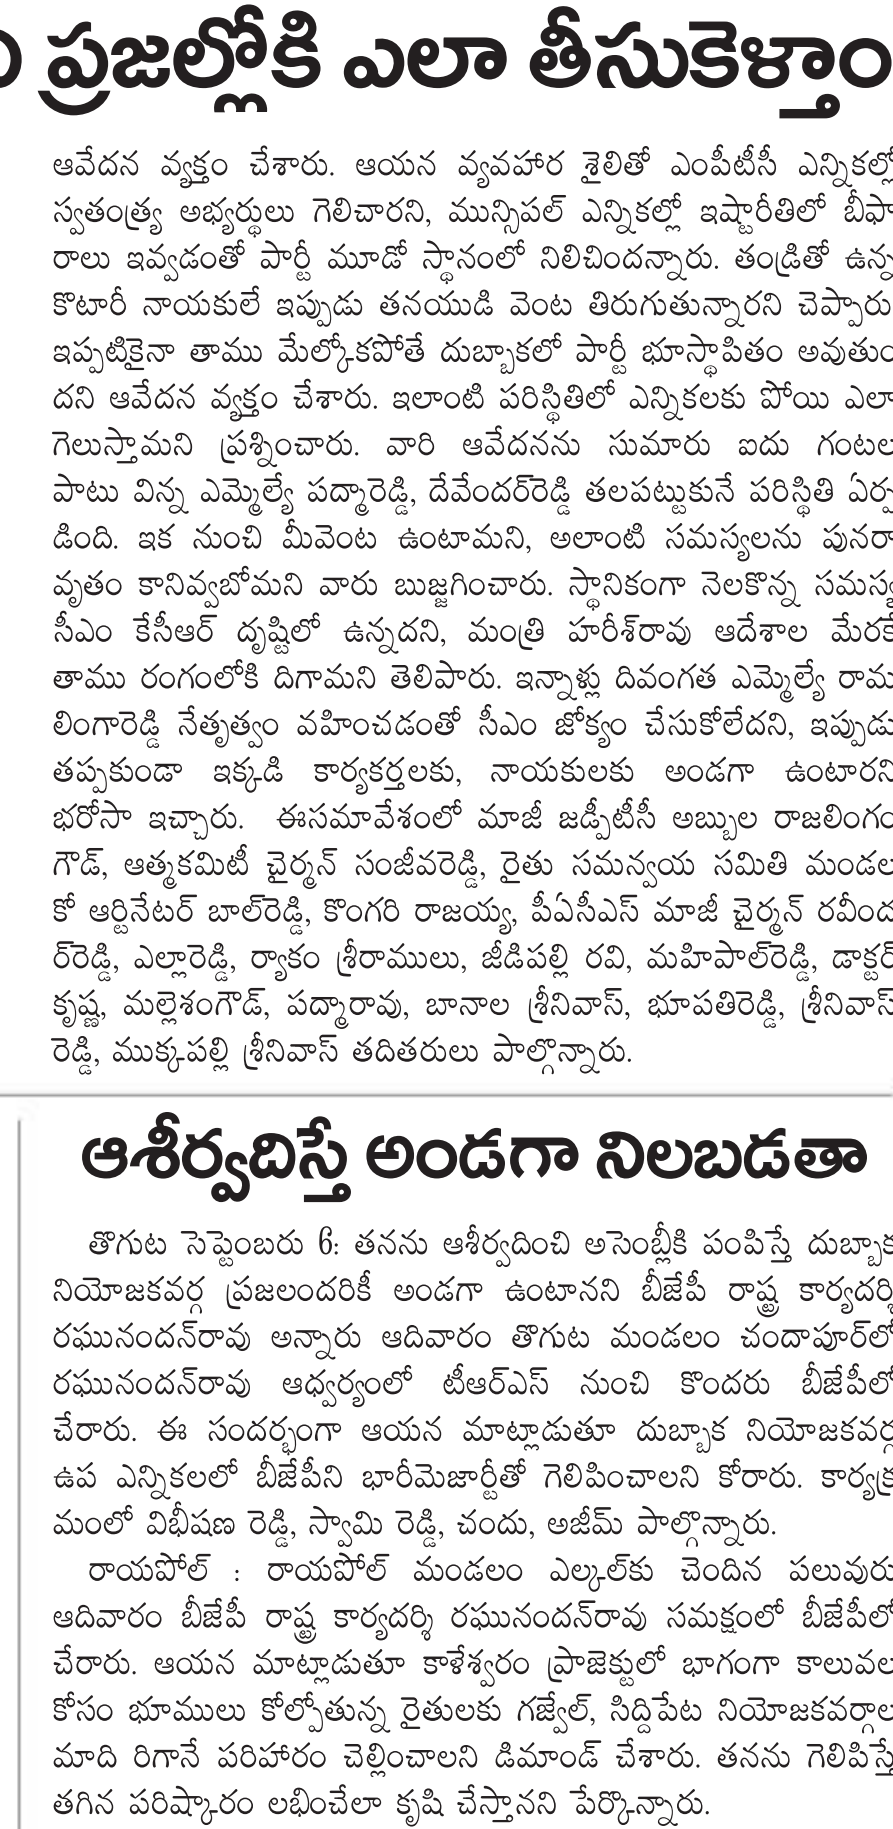 ప్రజల్లోకి ఎలా తీసుకెళ్తాం
ఆవేదన వ్యక్తం చేశారు. ఆయన వ్యవహార శైలితో ఎంపీటీసీ ఎన్నికల్లో
స్వతంత్ర్య అభ్యర్థులు గెలిచారని, మున్సిపల్ ఎన్నికల్లో ఇష్టారీతిలో బీఫా
రాలు ఇవ్వడంతో పార్టీ మూడో స్థానంలో నిలిచిందన్నారు. తండ్రితో ఉన్న
కొటారీ నాయకులే ఇప్పుడు తనయుడి వెంట తిరుగుతున్నారని చెప్పారు
ఇప్పటికైనా తాము మేల్కోకపోతే దుబ్బాకలో పార్టీ భూస్థాపితం అవుతుం
దని ఆవేదన వ్యక్తం చేశారు. ఇలాంటి పరిస్థితిలో ఎన్నికలకు పోయి ఎలా
గెలుస్తామని ప్రశ్నించారు. వారి ఆవేదనను సుమారు ఐదు గంటల
పాటు విన్న ఎమ్మెల్యే పద్మారెడ్డి, దేవేందర్‌రెడ్డి తలపట్టుకునే పరిస్థితి ఏర్ప
డింది. ఇక నుంచి మీవెంట ఉంటామని, అలాంటి సమస్యలను పునరా
వృతం కానివ్వబోమని వారు బుజ్జగించారు. స్థానికంగా నెలకొన్న సమస్య
సీఎం కేసీఆర్ దృష్టిలో ఉన్నదని, మంత్రి హరీశ్‌రావు ఆదేశాల మేరకే
తాము రంగంలోకి దిగామని తెలిపారు. ఇన్నాళ్లు దివంగత ఎమ్మెల్యే రామ
లింగారెడ్డి నేతృత్వం వహించడంతో సీఎం జోక్యం చేసుకోలేదని, ఇప్పుడు
తప్పకుండా ఇక్కడి కార్యకర్తలకు, నాయకులకు అండగా ఉంటారని
భరోసా ఇచ్చారు. ఈసమావేశంలో మాజీ జడ్పీటీసీ అబ్బుల రాజలింగం
గౌడ్, ఆత్మకమిటీ చైర్మన్ సంజీవరెడ్డి, రైతు సమన్వయ సమితి మండల
కో ఆర్టినేటర్ బాల్‌రెడ్డి, కొంగరి రాజయ్య, పీఏసీఎస్ మాజీ చైర్మన్ రవీంద
ర్‌రెడ్డి, ఎల్లారెడ్డి, ర్యాకం శ్రీరాములు, జీడిపల్లి రవి, మహిపాల్‌రెడ్డి, డాక్టర్
కృష్ణ, మల్లెశంగౌడ్, పద్మారావు, బానాల శ్రీనివాస్, భూపతిరెడ్డి, శ్రీనివాస్
రెడ్డి, ముక్కపల్లి శ్రీనివాస్ తదితరులు పాల్గొన్నారు.
ఆశీర్వదిస్తే అండగా నిలబడతా
తొగుట సెప్టెంబరు 6: తనను ఆశీర్వదించి అసెంబ్లీకి పంపిస్తే దుబ్బాక
నియోజకవర్గ ప్రజలందరికీ అండగా ఉంటానని బీజేపీ రాష్ట్ర కార్యదర్శి
రఘునందన్‌రావు అన్నారు ఆదివారం తొగుట మండలం చందాపూర్‌లో
రఘునందన్‌రావు ఆధ్వర్యంలో టీఆర్ఎస్ నుంచి కొందరు బీజేపీలో
చేరారు. ఈ సందర్భంగా ఆయన మాట్లాడుతూ దుబ్బాక నియోజకవర్గ
ఉప ఎన్నికలలో బీజేపీని భారీమెజార్టీతో గెలిపించాలని కోరారు. కార్యక్ర
మంలో విభీషణ రెడ్డి, స్వామి రెడ్డి, చందు, అజీమ్ పాల్గొన్నారు.
రాయపోల్ : రాయపోల్ మండలం ఎల్కల్‌కు చెందిన పలువురు
ఆదివారం బీజేపీ రాష్ట్ర కార్యదర్శి రఘునందన్‌రావు సమక్షంలో బీజేపీలో
చేరారు. ఆయన మాట్లాడుతూ కాళేశ్వరం ప్రాజెక్టులో భాగంగా కాలువల
కోసం భూములు కోల్పోతున్న రైతులకు గజ్వేల్, సిద్దిపేట నియోజకవర్గాల
మాది రిగానే పరిహారం చెల్లించాలని డిమాండ్ చేశారు. తనను గెలిపిస్తే
తగిన పరిష్కారం లభించేలా కృషి చేస్తానని పేర్కొన్నారు.